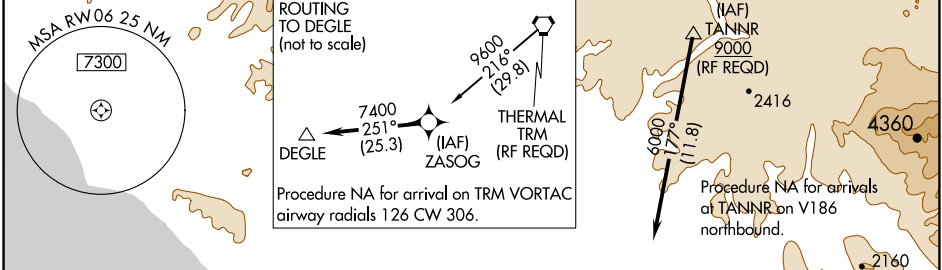 MSA RW06 25 NM
7300
ROUTING
TO DEGLE
(not to scale)
9600
216°
(29.8)
7400
251°
(25.3)
DEGLE
(IAF)
ZASOG
THERMAL
TRM
(RF REQD)
Procedure NA for arrival on TRM VORTAC
airway radials 126 CW 306.
(IAF)
TANNR
9000
(RF REQD)
2416
6000
177°
(11.8)
4360
Procedure NA for arrivals
at TANNR on V186
northbound.
2160